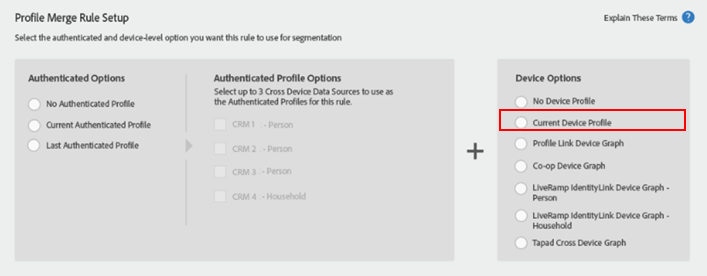 Profile Merge Rule Setup
Explain These Terms ?
Select the authenticated and device-level option you want this rule to use for segmentation
Authenticated Options
No Authenticated Profile
Current Authenticated Profile
Last Authenticated Profile
Authenticated Profile Options
Select up to 3 Cross Device Data Sources to use as
the Authenticated Profiles for this rule.
CRM 1 - Person
CRM 2 - Person
CRM 3 - Person
CRM 4 - Household
+
Device Options
No Device Profile
Current Device Profile
Profile Link Device Graph
Co-op Device Graph
LiveRamp IdentityLink Device Graph -
Person
LiveRamp IdentityLink Device Graph -
Household
Tapad Cross Device Graph